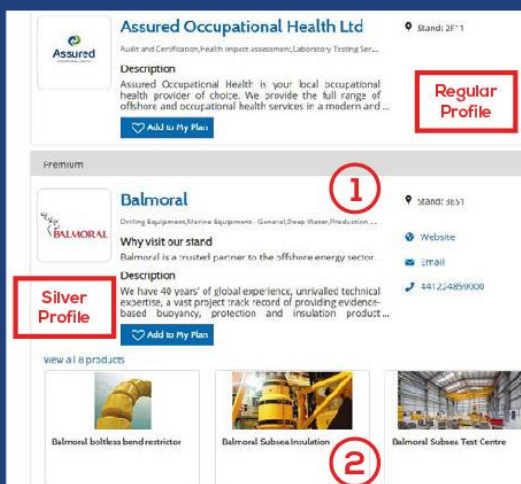 Assured Occupational Health Ltd
Stand: 2F11
Assured
Audit and Certification,Health impact assessment,Laboratory Testing Ser...
Description
Assured Occupational Health is your local occupational
health provider of choice. We provide the full range of
offshore and occupational health services in a modern and ...
Add to My Plan
Regular
Profile
Premium
1
Balmoral
Stand: 3E51
BALMORAL
Drilling Equipment,Marine Equipment - General,Deep Water,Production ...
Why visit our stand
Website
Balmoral is a trusted partner to the offshore energy sector
Email
Description
441224859000
We have 40 years' of global experience, unrivalled technical
expertise, a vast project track record of providing evidence-
based buoyancy, protection and insulation product...
Silver
Profile
Add to My Plan
View all 8 products
Balmoral boltless bend restrictor
Balmoral Subsea Insulation
Balmoral Subsea Test Centre
2